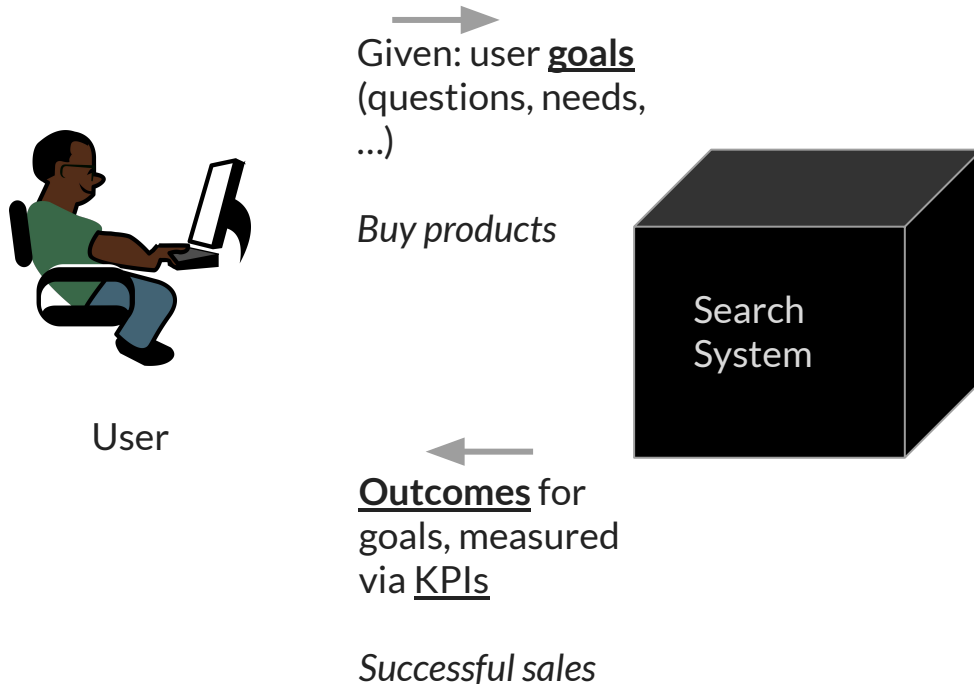 Given: user goals
(questions, needs,
…)
Buy products
Search
System
User
Outcomes for
goals, measured
via KPIs
Successful sales